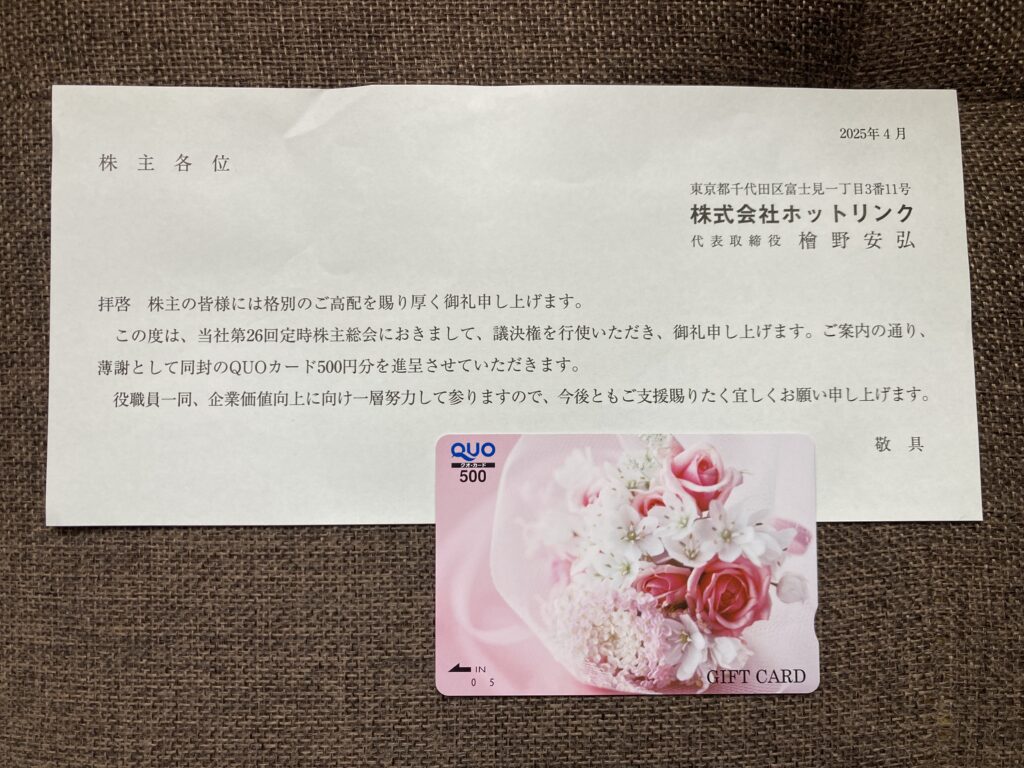 2025年4月
株主各位
東京都千代田区富士見一丁目3番11号
株式会社ホットリンク
代表取締役 檜野安弘
拝啓 株主の皆様には格別のご高配を賜り厚く御礼申し上げます。
この度は、当社第26回定時株主総会におきまして、議決権を行使いただき、御礼申し上げます。ご案内の通り、
薄謝として同封のQUOカード500円分を進呈させていただきます。
役職員一同、企業価値向上に向け一層努力して参りますので、今後ともご支援賜りたく宜しくお願い申し上げます。
敬具
QUO
クオ・カード
500
IN
0 5
GIFT CARD